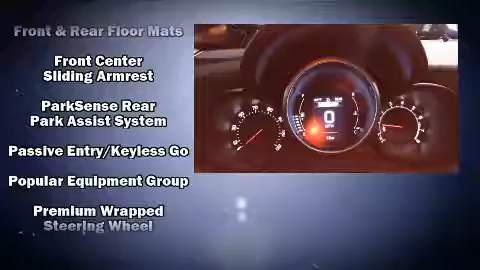 Front & Rear Floor Mats
Front Center
Sliding Armrest
ParkSense Rear
Park Assist System
Passive Entry/Keyless Go
Popular Equipment Group
Premium Wrapped
Steering Wheel
0
MPH